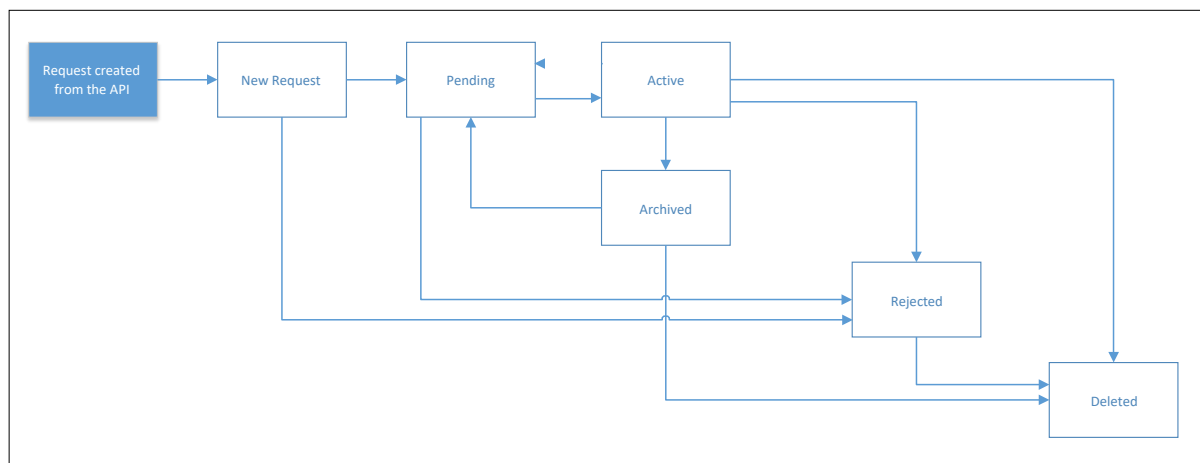 Request created
from the API
New Request
Pending
Active
Archived
Rejected
Deleted